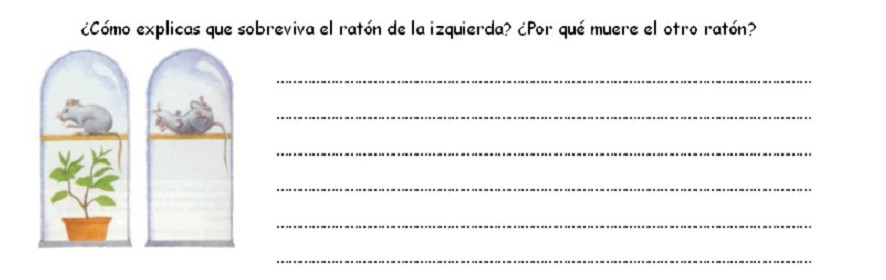 ¿Cómo explicas que sobreviva el ratón de la izquierda? ¿Por qué muere el otro ratón?